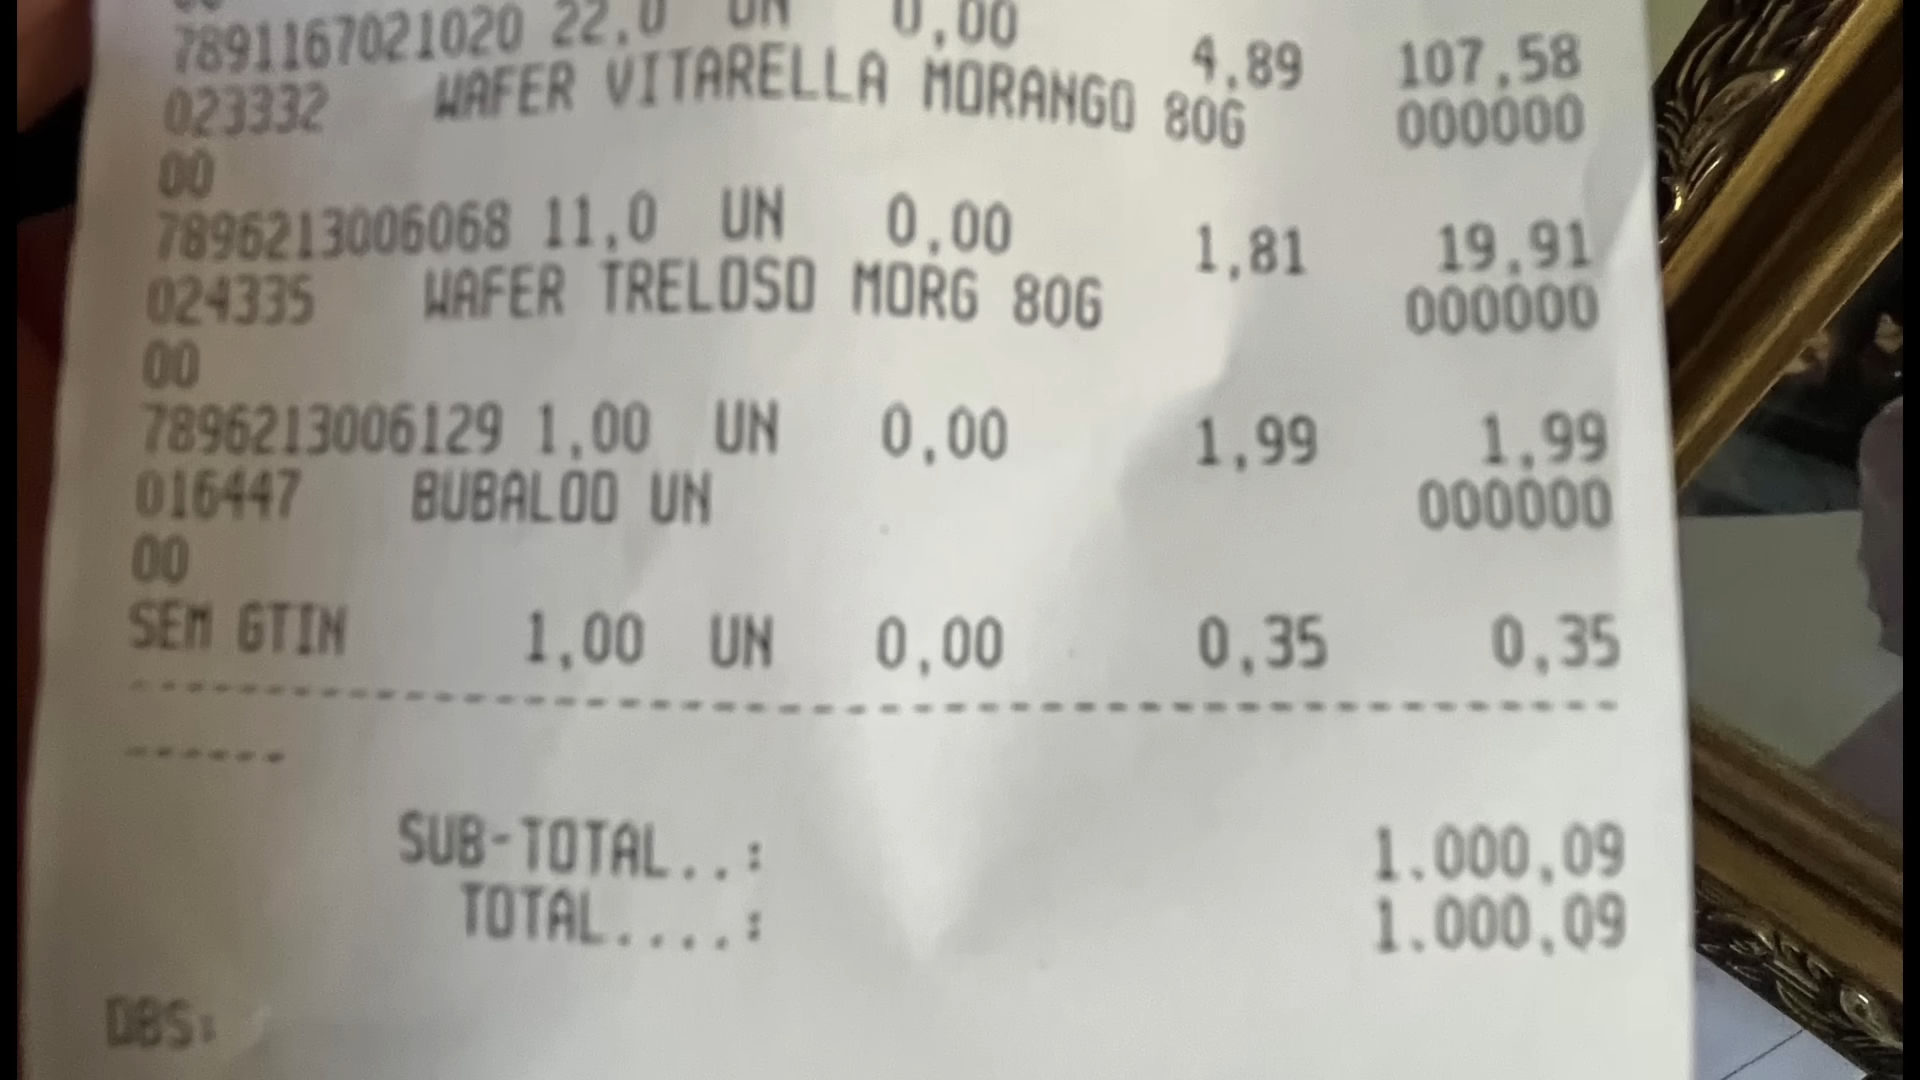 00
7891167021020 22,0 UN 0,00 4,89 107,58
023332 WAFER VITARELLA MORANGO 80G 000000
00
7896213006068 11,0 UN 0,00 1,81 19,91
024335 WAFER TRELOSO MORG 80G 000000
00
7896213006129 1,00 UN 0,00 1,99 1,99
016447 BUBALOO UN 000000
00
SEM GTIN 1,00 UN 0,00 0,35 0,35
------------------------------------------------
------
SUB-TOTAL..: 1.000,09
TOTAL....: 1.000,09
OBS: